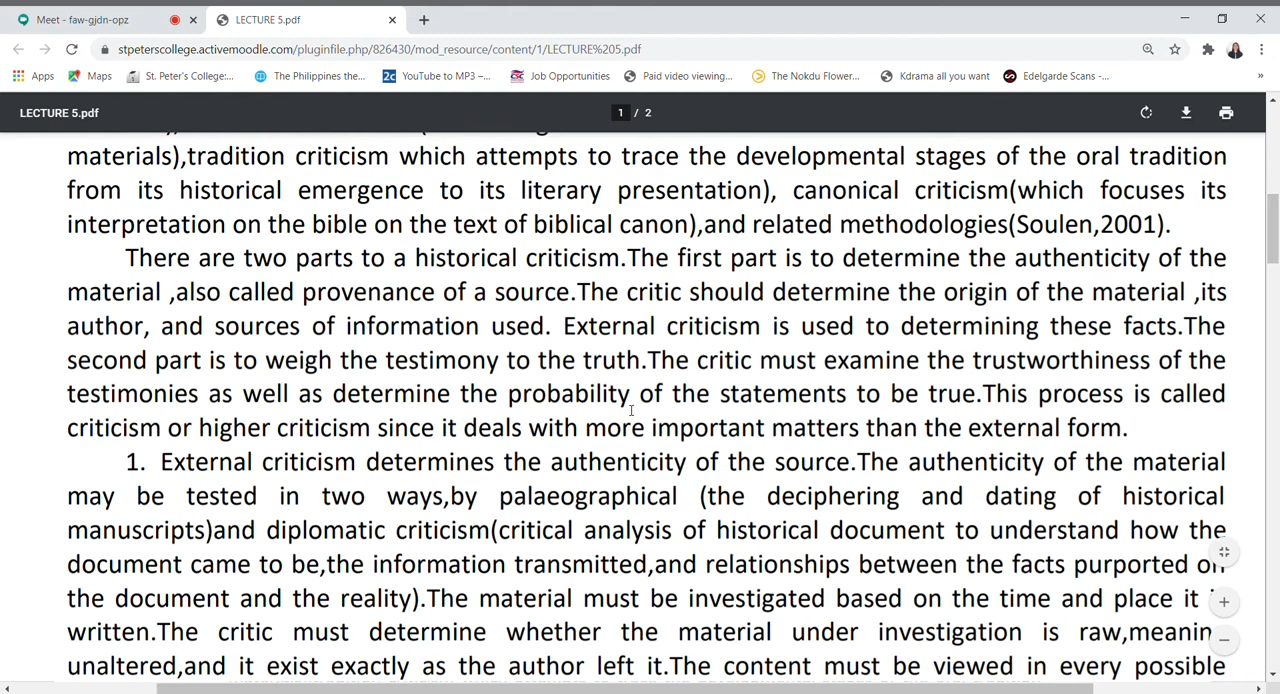 Meet - faw-gjdn-opz
LECTURE 5.pdf
stpeterscollege.activemoodle.com/pluginfile.php/826430/mod_resource/content/1/LECTURE%205.pdf
Apps Maps St. Peter's College:... The Philippines the... YouTube to MP3 –... Job Opportunities Paid video viewing... The Nokdu Flower... Kdrama all you want Edelgarde Scans -...
LECTURE 5.pdf 1 / 2
materials),tradition criticism which attempts to trace the developmental stages of the oral tradition
from its historical emergence to its literary presentation), canonical criticism(which focuses its
interpretation on the bible on the text of biblical canon),and related methodologies(Soulen,2001).
There are two parts to a historical criticism.The first part is to determine the authenticity of the
material ,also called provenance of a source.The critic should determine the origin of the material ,its
author, and sources of information used. External criticism is used to determining these facts.The
second part is to weigh the testimony to the truth.The critic must examine the trustworthiness of the
testimonies as well as determine the probability of the statements to be true.This process is called
criticism or higher criticism since it deals with more important matters than the external form.
1. External criticism determines the authenticity of the source.The authenticity of the material
may be tested in two ways,by palaeographical (the deciphering and dating of historical
manuscripts)and diplomatic criticism(critical analysis of historical document to understand how the
document came to be,the information transmitted,and relationships between the facts purported on
the document and the reality).The material must be investigated based on the time and place it
written.The critic must determine whether the material under investigation is raw,meaning
unaltered,and it exist exactly as the author left it.The content must be viewed in every possible